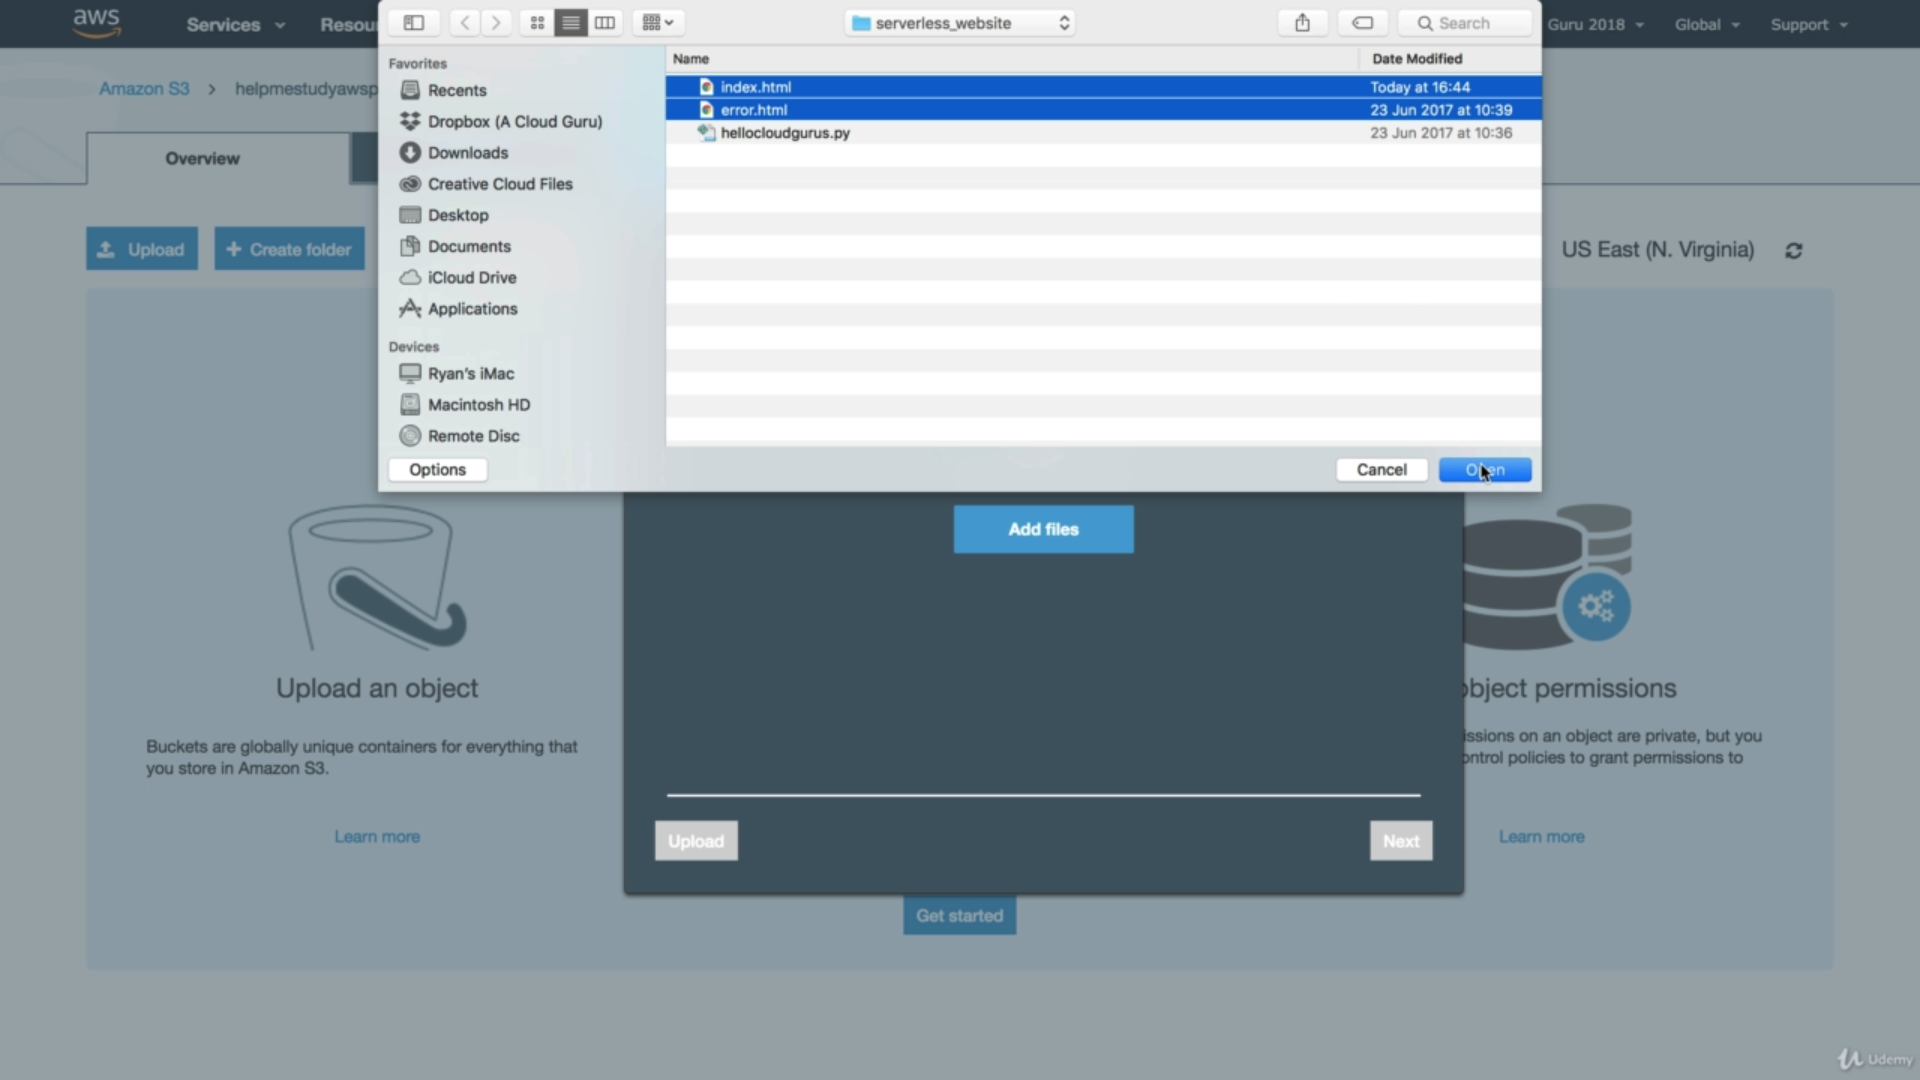 aws
Services
Resou
serverless_website
Search
Guru 2018
Global
Support
Amazon S3 > helpmestudyawsp
Overview
Upload
Create folder
US East (N. Virginia)
Favorites
Recents
Dropbox (A Cloud Guru)
Downloads
Creative Cloud Files
Desktop
Documents
iCloud Drive
Applications
Devices
Ryan's iMac
Macintosh HD
Remote Disc
Name
Date Modified
index.html
Today at 16:44
error.html
23 Jun 2017 at 10:39
hellocloudgurus.py
23 Jun 2017 at 10:36
Options
Cancel
Open
Add files
Upload an object
Buckets are globally unique containers for everything that
you store in Amazon S3.
Learn more
bject permissions
issions on an object are private, but you
ontrol policies to grant permissions to
Learn more
Upload
Next
Get started
Udemy